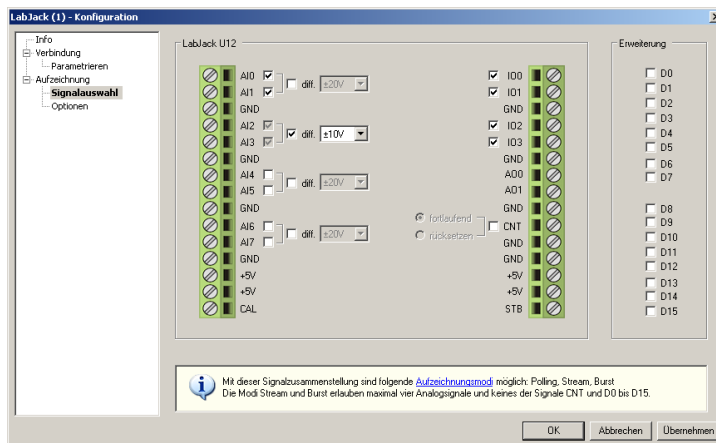 LabJack (1) - Konfiguration
Info
Verbindung
Parametrieren
Aufzeichnung
Signalauswahl
Optionen
LabJack U12
AI0
AI1
diff. ±20V
GND
AI2
AI3
diff. ±10V
GND
AI4
AI5
diff. ±20V
GND
AI6
AI7
diff. ±20V
GND
+5V
+5V
CAL
IO0
IO1
GND
IO2
IO3
GND
AO0
AO1
GND
fortlaufend
rücksetzen
CNT
GND
GND
+5V
+5V
STB
Erweiterung
D0
D1
D2
D3
D4
D5
D6
D7
D8
D9
D10
D11
D12
D13
D14
D15
Mit dieser Signalzusammenstellung sind folgende Aufzeichnungsmodi möglich: Polling, Stream, Burst
Die Modi Stream und Burst erlauben maximal vier Analogsignale und keines der Signale CNT und D0 bis D15.
OK Abbrechen Übernehmen